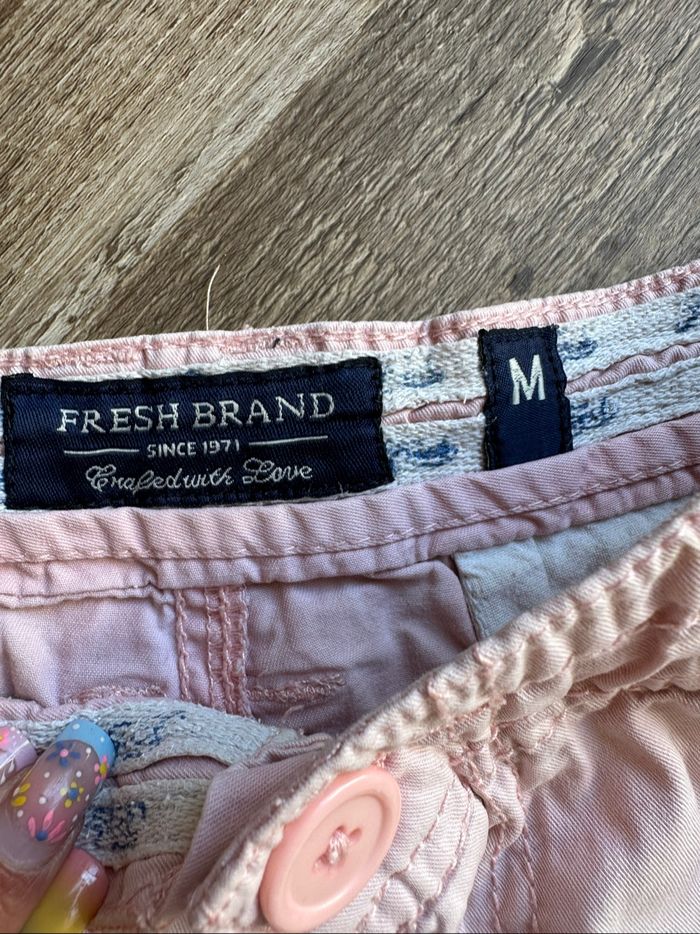 FRESH BRAND
SINCE 1971
Crafted with Love
M